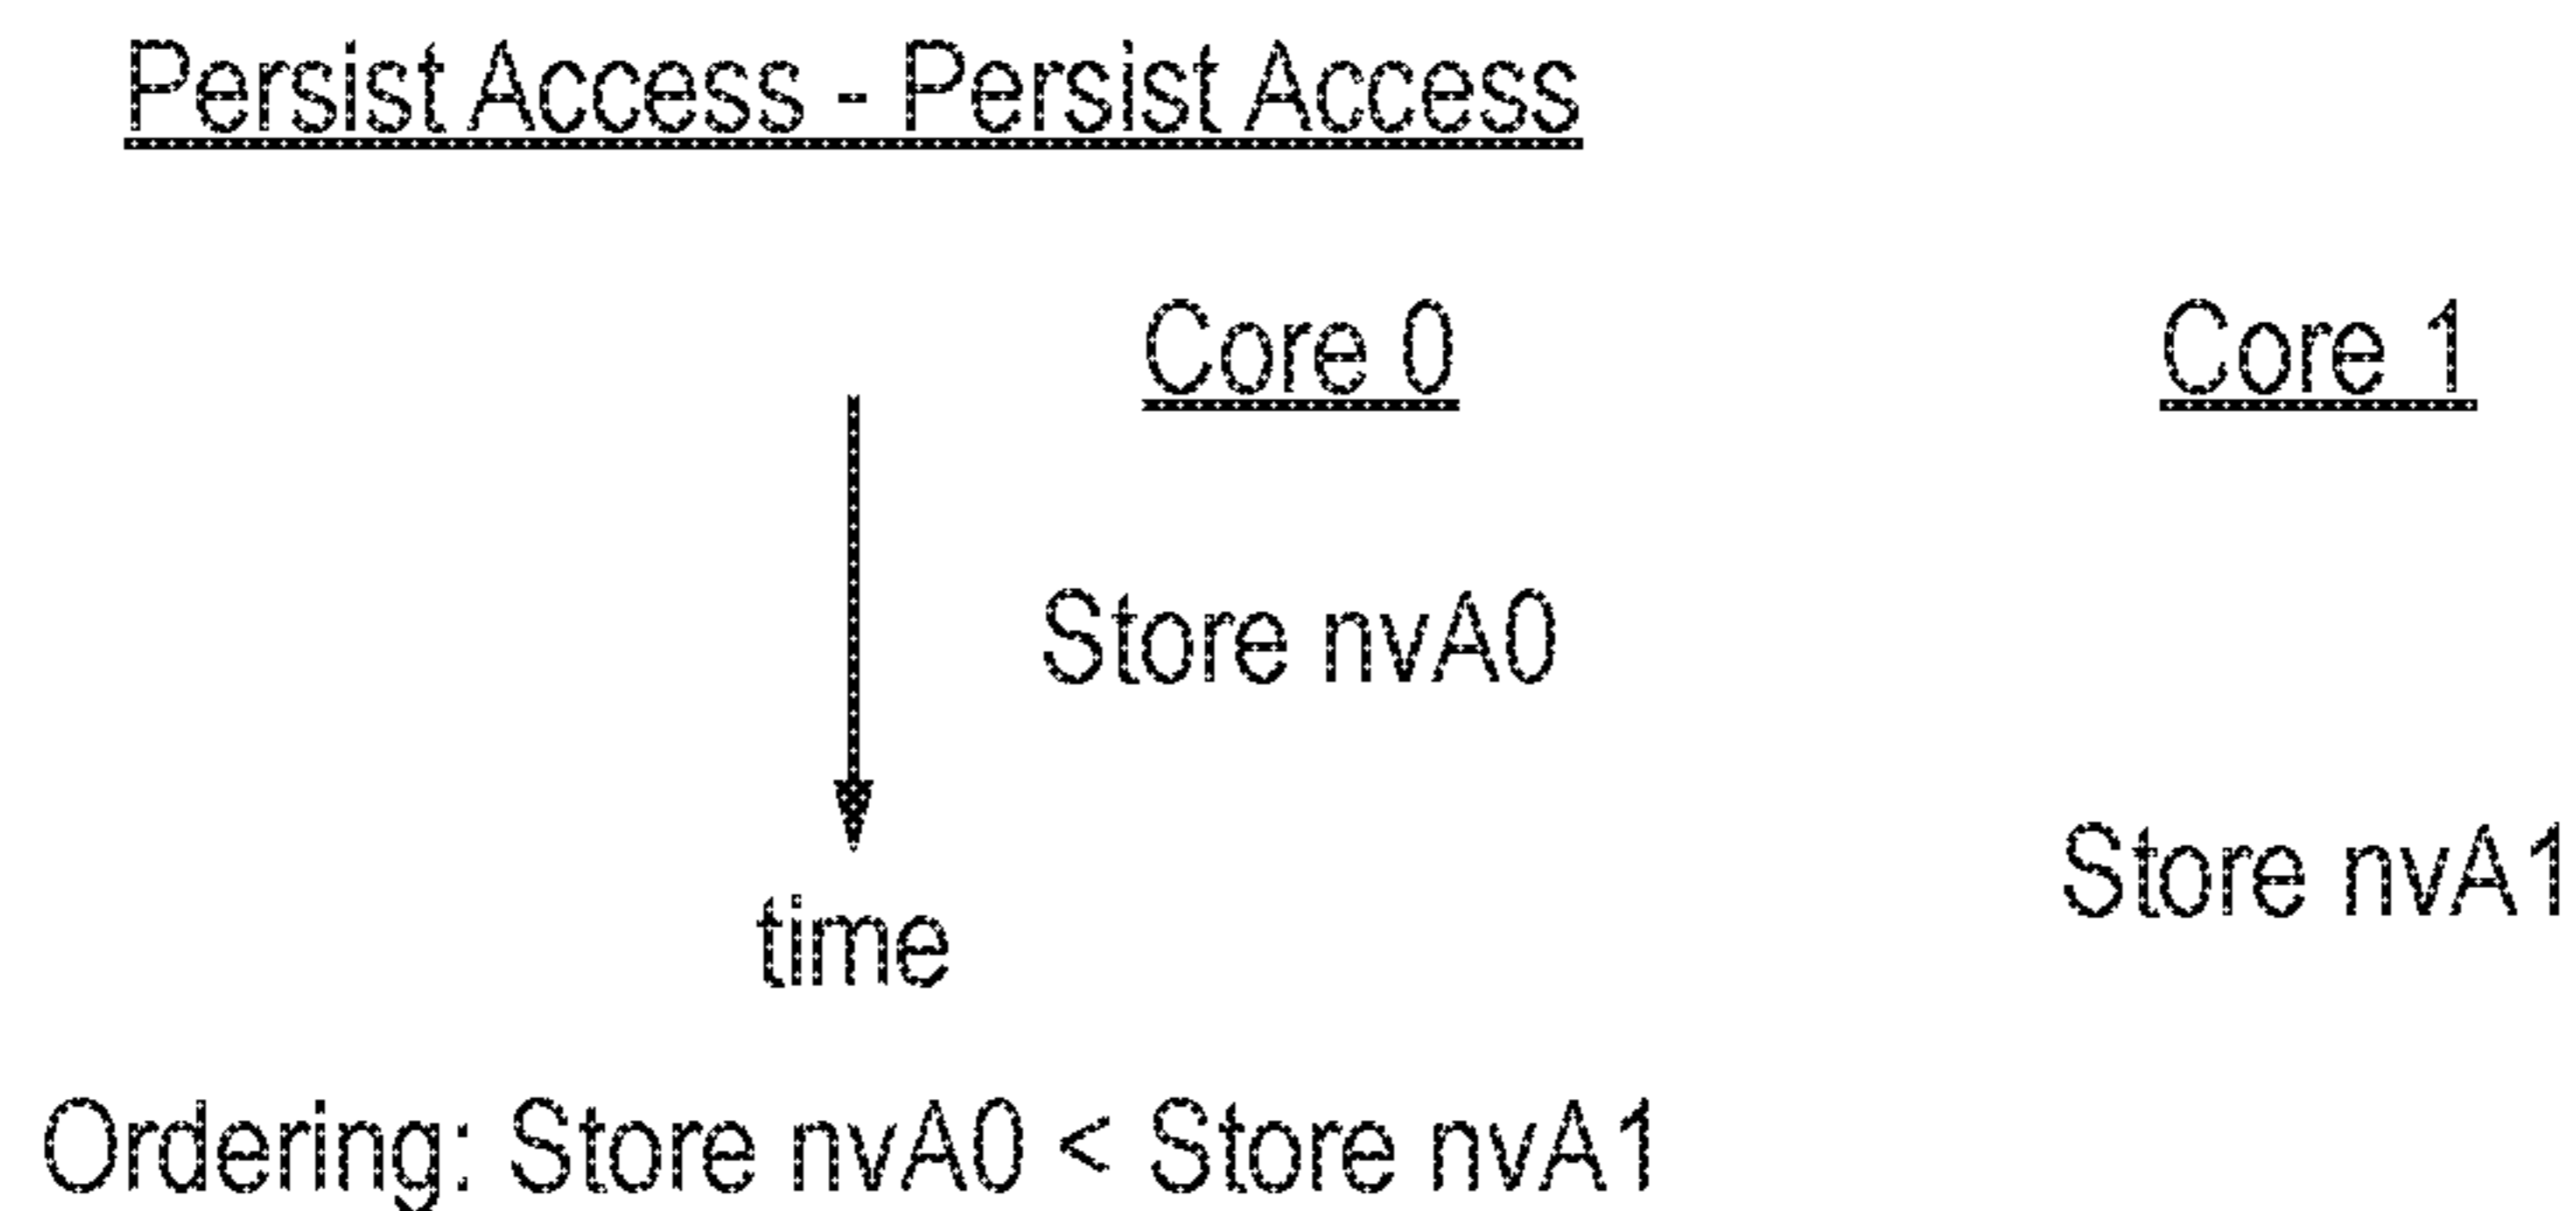 Persist Access - Persist Access
Core 0 Core 1
Store nvA0
Store nvA1
time
Ordering: Store nvA0 < Store nvA1